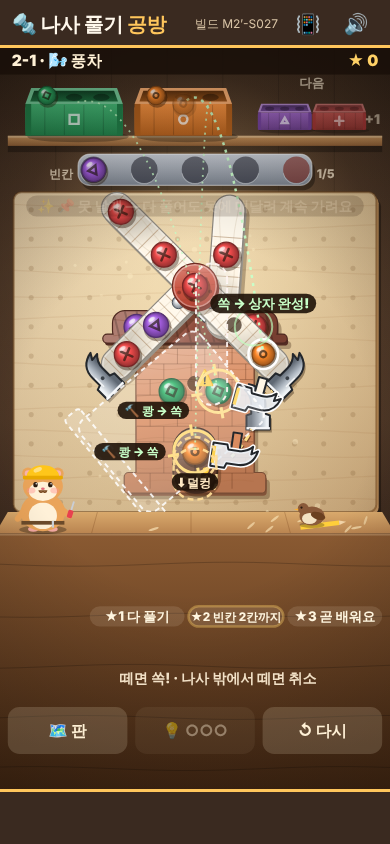 나사 풀기 공방
빌드 M2'-S027
2-1 · 풍차
★ 0
다음
+1
빈칸
1/5
쏙 → 상자 완성!
쾅 → 쏙
쾅 → 쏙
⬇덜컹
★1 다 풀기
★2 빈칸 2칸까지
★3 곧 배워요
떼면 쏙! · 나사 밖에서 떼면 취소
판
다시